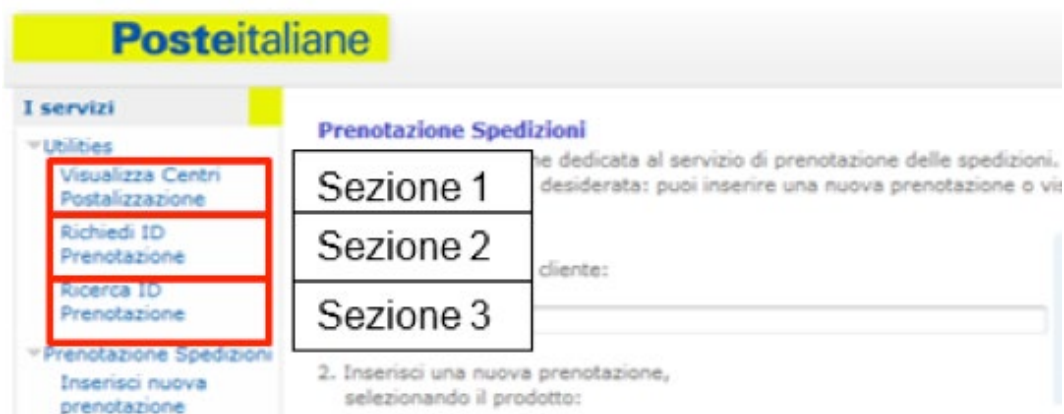 Posteitaliane
I servizi
Utilities
Visualizza Centri
Postalizzazione
Richiedi ID
Prenotazione
Ricerca ID
Prenotazione
Prenotazione Spedizioni
Inserisci nuova
prenotazione
Sezione 1
Sezione 2
Sezione 3
Prenotazione Spedizioni
dedicata al servizio di prenotazione delle spedizioni.
desiderata: puoi inserire una nuova prenotazione o
cliente:
2. Inserisci una nuova prenotazione,
selezionando il prodotto: